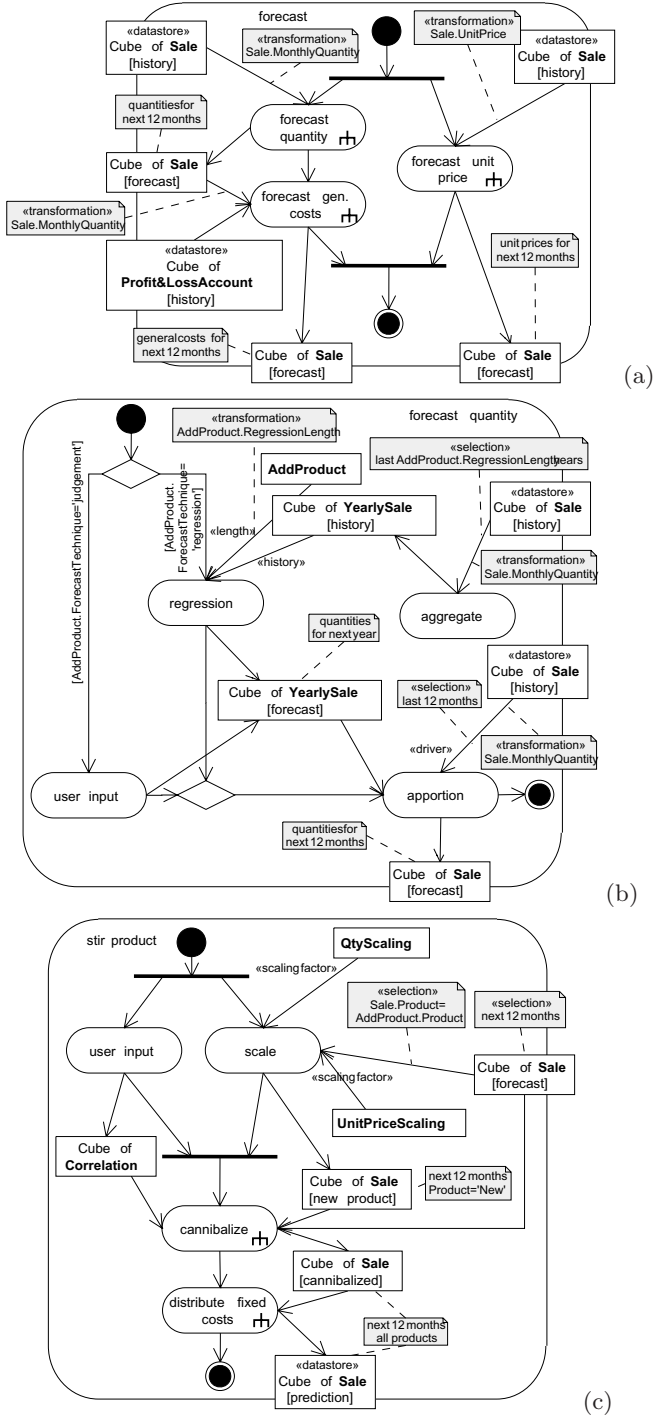 forecast
«datastore»
Cube of Sale
[history]
«transformation»
Sale.MonthlyQuantity
«transformation»
Sale.UnitPrice
«datastore»
Cube of Sale
[history]
quantitiesfor
next 12 months
forecast
quantity
forecast unit
price
Cube of Sale
[forecast]
forecast gen.
costs
«transformation»
Sale.MonthlyQuantity
«datastore»
Cube of
Profit&LossAccount
[history]
unit prices for
next 12 months
generalcosts for
next 12 months
Cube of Sale
[forecast]
Cube of Sale
[forecast]
(a)
forecast quantity
«transformation»
AddProduct.RegressionLength
«selection»
last AddProduct.RegressionLengthyears
AddProduct
[AddProduct.ForecastTechnique='judgement']
[AddProduct.
ForecastTechnique=
'regression']
Cube of YearlySale
[history]
«datastore»
Cube of Sale
[history]
«length»
«history»
«transformation»
Sale.MonthlyQuantity
regression
aggregate
quantities
for next year
«datastore»
Cube of Sale
[history]
Cube of YearlySale
[forecast]
«selection»
last 12 months
«driver»
«transformation»
Sale.MonthlyQuantity
user input
apportion
quantitiesfor
next 12 months
Cube of Sale
[forecast]
(b)
stir product
QtyScaling
«scaling factor»
«selection»
Sale.Product=
AddProduct.Product
«selection»
next 12 months
user input
scale
Cube of Sale
[forecast]
«scaling factor»
UnitPriceScaling
Cube of
Correlation
Cube of Sale
[new product]
next 12 months
Product='New'
cannibalize
Cube of Sale
[cannibalized]
distribute fixed
costs
next 12 months
all products
«datastore»
Cube of Sale
[prediction]
(c)